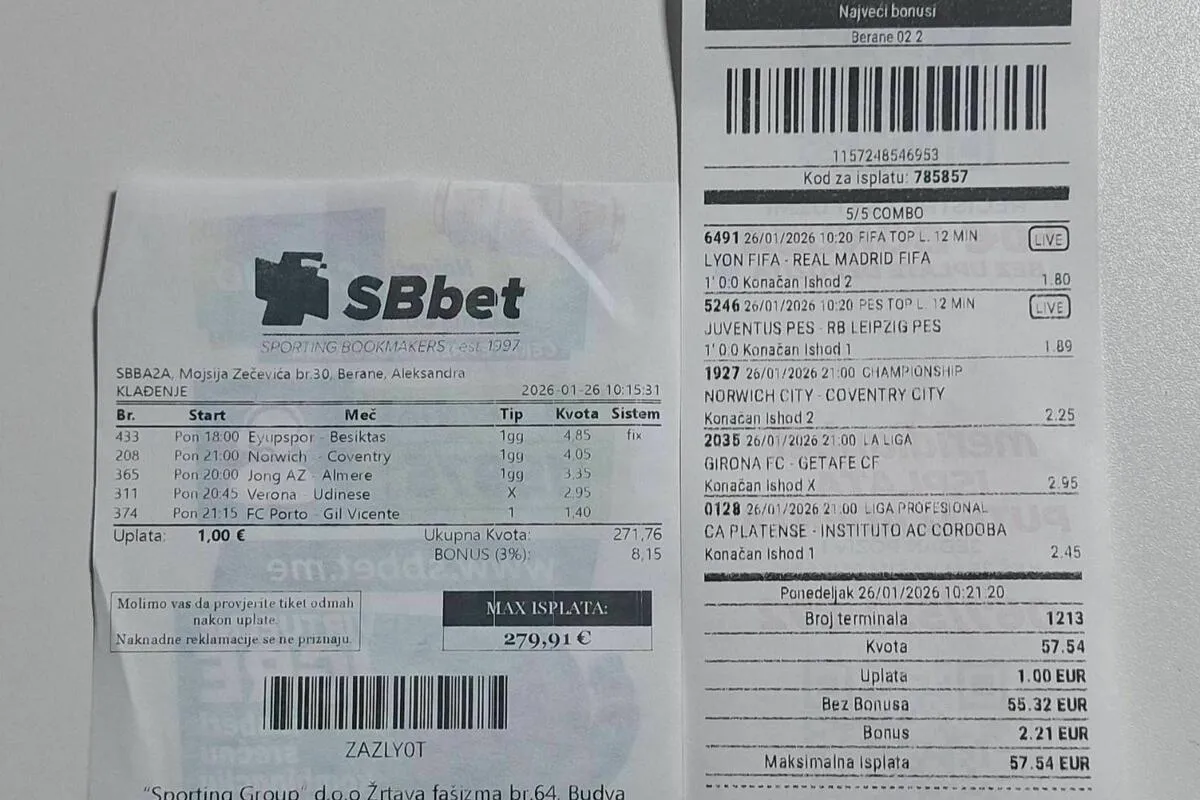 SBbet
SPORTING BOOKMAKERS, est. 1997
SBBA2A, Mojsija Zečevića br.30, Berane, Aleksandra
KLAĐENJE 2026-01-26 10:15:31
Br. Start Meč Tip Kvota Sistem
433 Pon 18:00 Eyupspor - Besiktas 1gg 4,85 fix
208 Pon 21:00 Norwich - Coventry 1gg 4,05
365 Pon 20:00 Jong AZ - Almere 1gg 3,35
311 Pon 20:45 Verona - Udinese X 2,95
374 Pon 21:15 FC Porto - Gil Vicente 1 1,40
Uplata: 1,00 € Ukupna Kvota: 271,76
BONUS (3%): 8,15
Molimo vas da provjerite tiket odmah
nakon uplate.
Naknadne reklamacije se ne priznaju.
MAX ISPLATA:
279,91 €
ZAZLY0T
“Sporting Group” d.o.o Žrtava fašizma br.64, Budva
Najveći bonusi
Berane 02 2
1157248546953
Kod za isplatu: 785857
5/5 COMBO
6491 26/01/2026 10:20 FIFA TOP L. 12 MIN LIVE
LYON FIFA - REAL MADRID FIFA
1' 0:0 Konačan Ishod 2 1.80
5246 26/01/2026 10:20 PES TOP L. 12 MIN LIVE
JUVENTUS PES - RB LEIPZIG PES
1' 0:0 Konačan Ishod 1 1.89
1927 26/01/2026 21:00 CHAMPIONSHIP
NORWICH CITY - COVENTRY CITY
Konačan Ishod 2 2.25
2035 26/01/2026 21:00 LA LIGA
GIRONA FC - GETAFE CF
Konačan Ishod X 2.95
0128 26/01/2026 21:00 LIGA PROFESIONAL
CA PLATENSE - INSTITUTO AC CORDOBA
Konačan Ishod 1 2.45
Ponedeljak 26/01/2026 10:21:20
Broj terminala 1213
Kvota 57.54
Uplata 1.00 EUR
Bez Bonusa 55.32 EUR
Bonus 2.21 EUR
Maksimalna Isplata 57.54 EUR